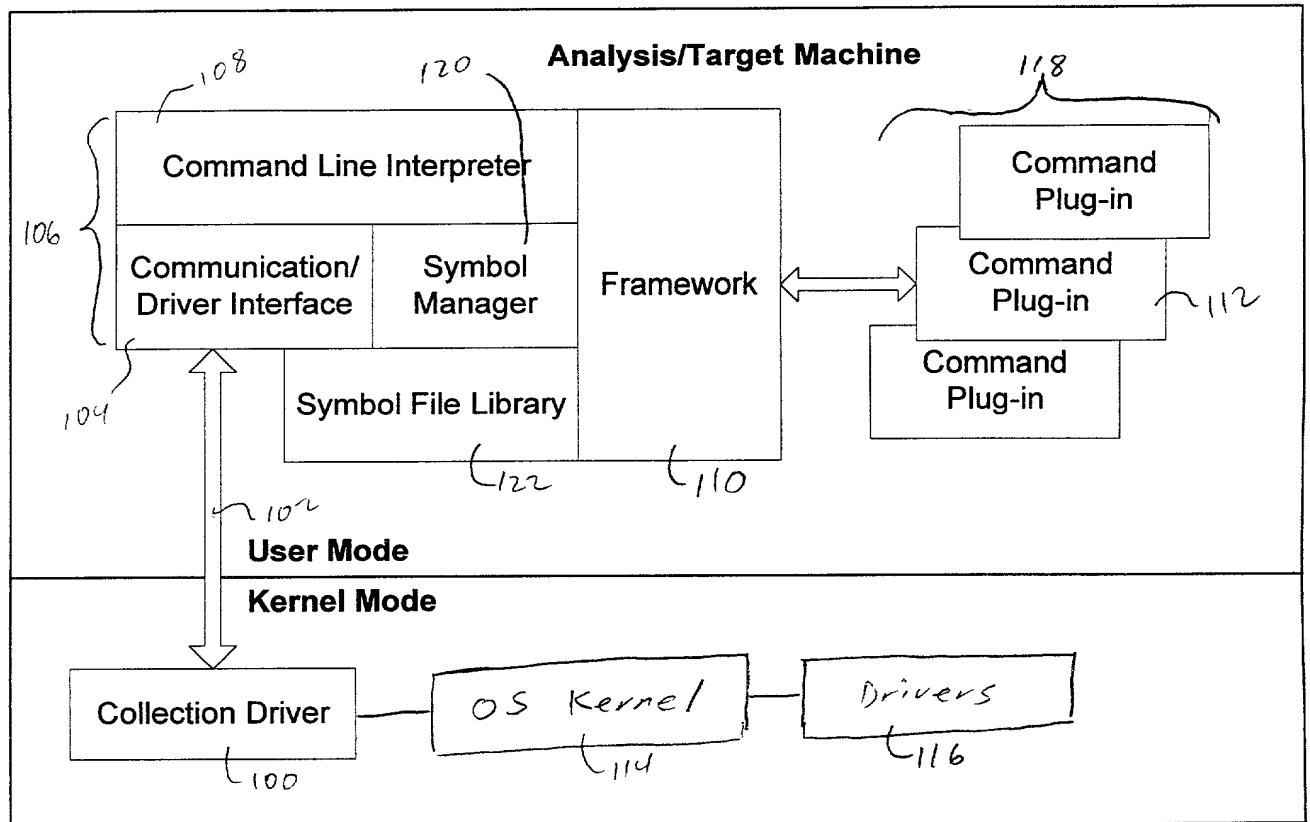 Analysis/Target Machine
108
120
118
Command Line Interpreter
Command
Plug-in
106
Communication/
Driver Interface
Symbol
Manager
Framework
Command
Plug-in
112
104
Symbol File Library
Command
Plug-in
122
110
102
User Mode
Kernel Mode
Collection Driver
OS Kernel
Drivers
100
114
116